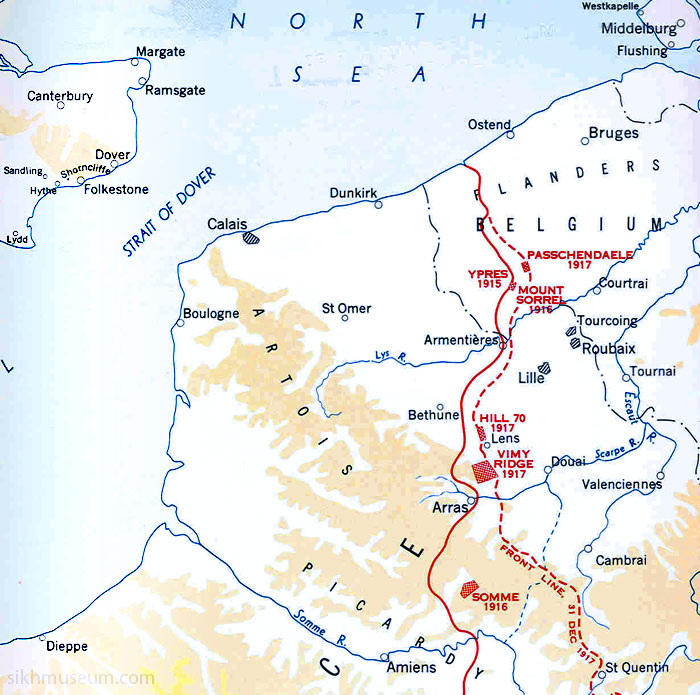 Westkapelle
NORTH
Middelburg
Flushing
Margate
SEA
Ramsgate
Canterbury
Ostend
Bruges
Dover
Sandling
Shorncliffe
Hythe
Folkestone
FLANDERS
Dunkirk
STRAIT OF DOVER
BELGIUM
Lydd
Calais
PASSCHENDAELE
1917
YPRES
1915
MOUNT
SORREL
1916
Courtrai
Boulogne
St Omer
Tourcoing
Armentières
Roubaix
Lys R.
L
Lille
Tournai
ARTOIS
Escaut R.
Bethune
HILL 70
1917
Lens
VIMY
RIDGE
1917
Douai
Scarpe R.
Valenciennes
Arras
E
FRONT LINE, 31 DEC 1917
Cambrai
PICARDY
SOMME
1916
Somme R.
Dieppe
C
Amiens
St Quentin
sikhmuseum.com